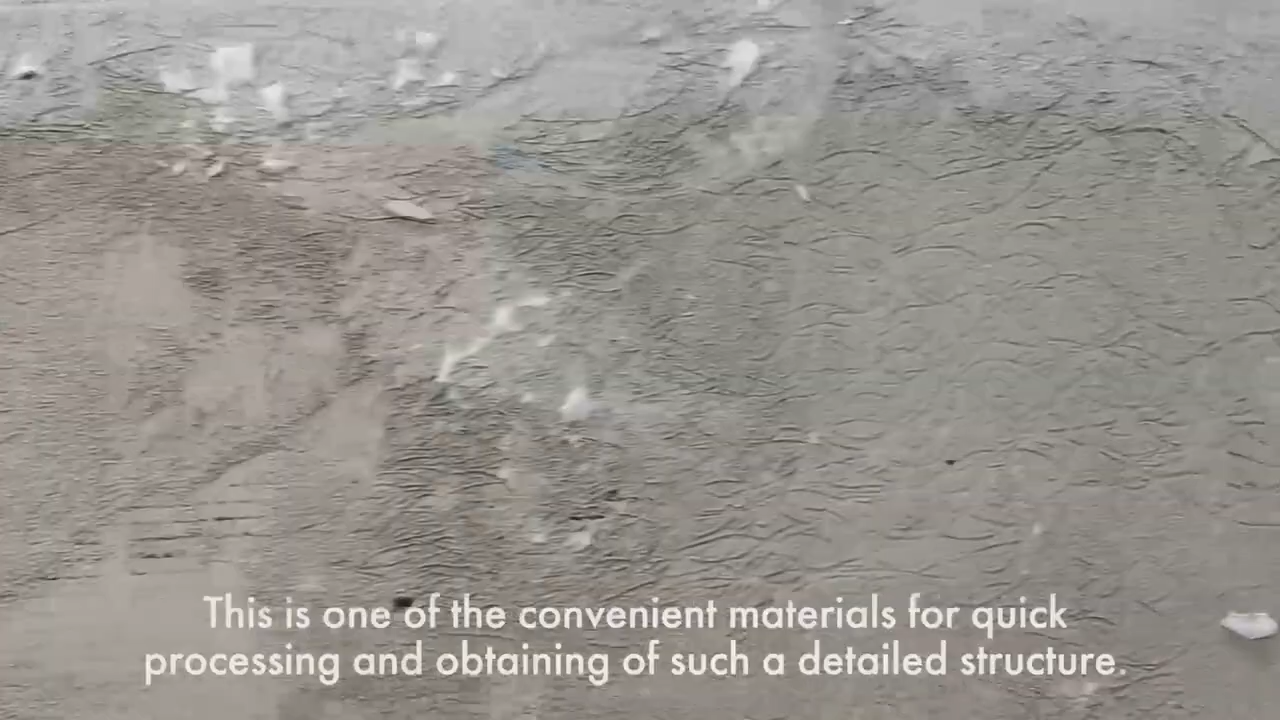 This is one of the convenient materials for quick
processing and obtaining of such a detailed structure.